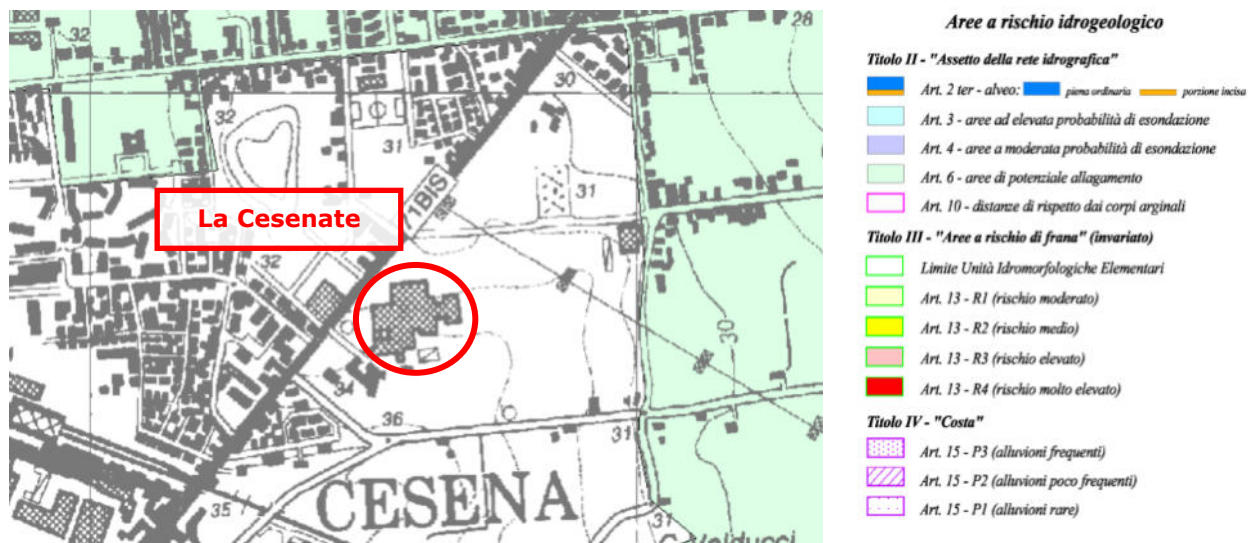 32
28
30
32
31
31
71BIS
La Cesenate
32
30
34
36
31
CESENA
35
31
Aree a rischio idrogeologico
Titolo II - "Assetto della rete idrografica"
Art. 2 ter - alveo: piena ordinaria porzione incisa
Art. 3 - aree ad elevata probabilità di esondazione
Art. 4 - aree a moderata probabilità di esondazione
Art. 6 - aree di potenziale allagamento
Art. 10 - distanze di rispetto dai corpi arginali
Titolo III - "Aree a rischio di frana" (invariato)
Limite Unità Idromorfologiche Elementari
Art. 13 - R1 (rischio moderato)
Art. 13 - R2 (rischio medio)
Art. 13 - R3 (rischio elevato)
Art. 13 - R4 (rischio molto elevato)
Titolo IV - "Costa"
Art. 15 - P3 (alluvioni frequenti)
Art. 15 - P2 (alluvioni poco frequenti)
Art. 15 - P1 (alluvioni rare)